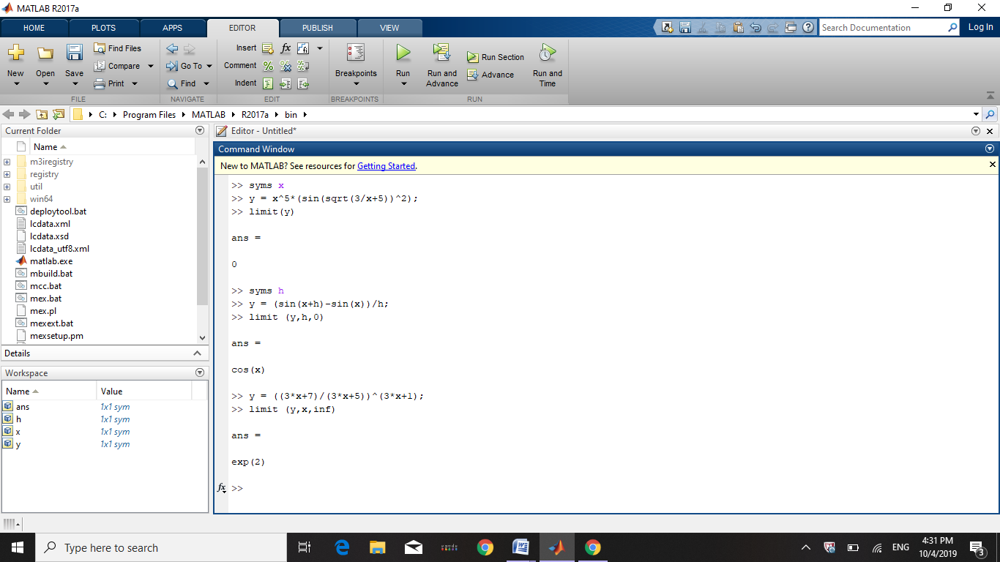 MATLAB R2017a
HOME PLOTS APPS EDITOR PUBLISH VIEW
Search Documentation
Log In
New Open Save
Find Files
Compare
Print
Go To
Find
Insert
Comment
Indent
Breakpoints
Run
Run and Advance
Run Section
Advance
Run and Time
FILE NAVIGATE EDIT BREAKPOINTS RUN
C: Program Files MATLAB R2017a bin
Current Folder
Name
m3iregistry
registry
util
win64
deploytool.bat
lcdata.xml
lcdata.xsd
lcdata_utf8.xml
matlab.exe
mbuild.bat
mcc.bat
mex.bat
mex.pl
mexext.bat
mexsetup.pm
Details
Workspace
Name Value
ans 1x1 sym
h 1x1 sym
x 1x1 sym
y 1x1 sym
Editor - Untitled*
Command Window
New to MATLAB? See resources for Getting Started.
>> syms x
>> y = x^5*(sin(sqrt(3/x+5))^2);
>> limit(y)
ans =
0
>> syms h
>> y = (sin(x+h)-sin(x))/h;
>> limit (y,h,0)
ans =
cos(x)
>> y = ((3*x+7)/(3*x+5))^(3*x+1);
>> limit (y,x,inf)
ans =
exp(2)
fx >>
Type here to search
ENG
4:31 PM
10/4/2019
3